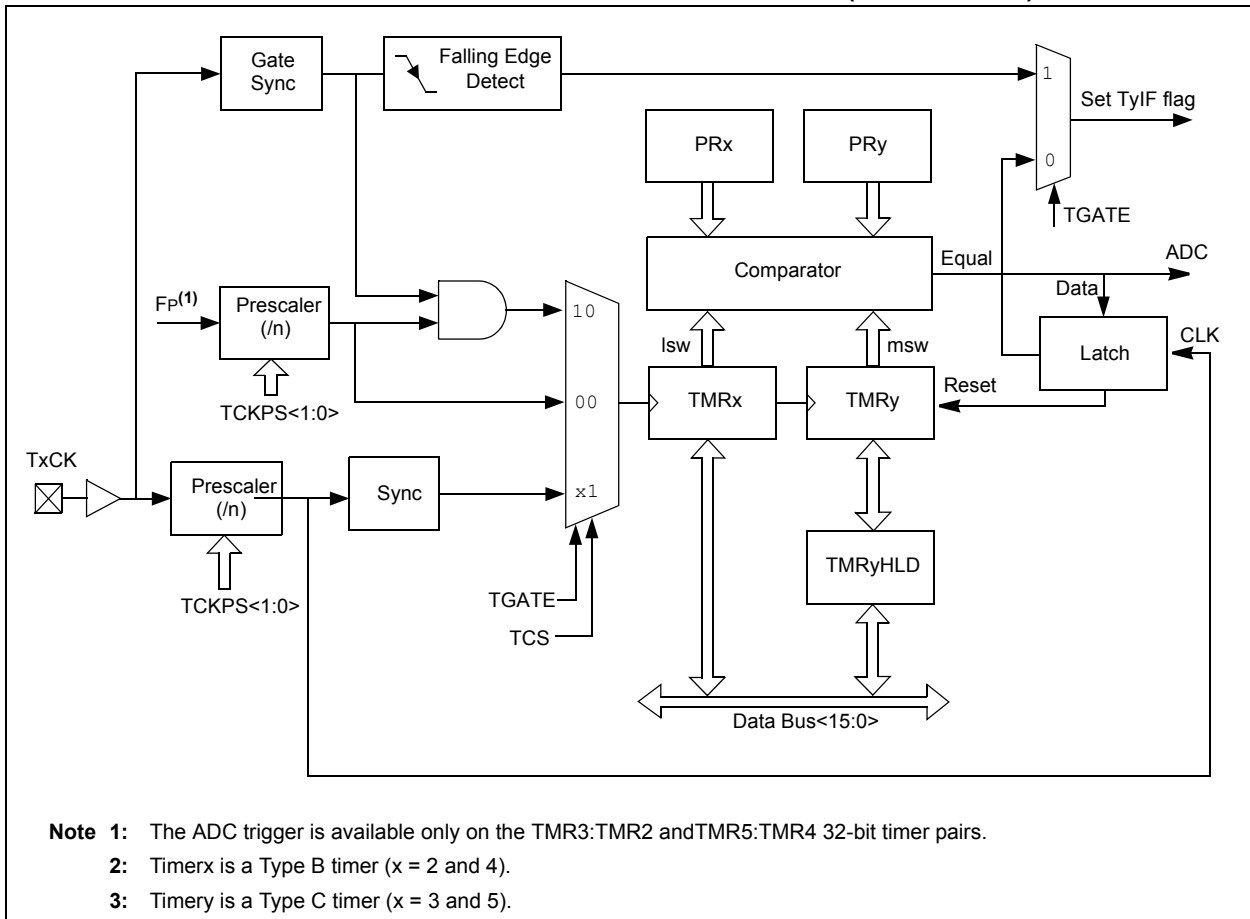 Gate
Sync
Falling Edge
Detect
1
Set TyIF flag
PRx
PRy
0
TGATE
Comparator
Equal
ADC
Data
FP(1)
Prescaler
(/n)
10
lsw
msw
Latch
CLK
TCKPS<1:0>
00
TMRx
TMRy
Reset
TxCK
Prescaler
(/n)
Sync
x1
TMRyHLD
TCKPS<1:0>
TGATE
TCS
Data Bus<15:0>
Note 1: The ADC trigger is available only on the TMR3:TMR2 andTMR5:TMR4 32-bit timer pairs.
2: Timerx is a Type B timer (x = 2 and 4).
3: Timery is a Type C timer (x = 3 and 5).